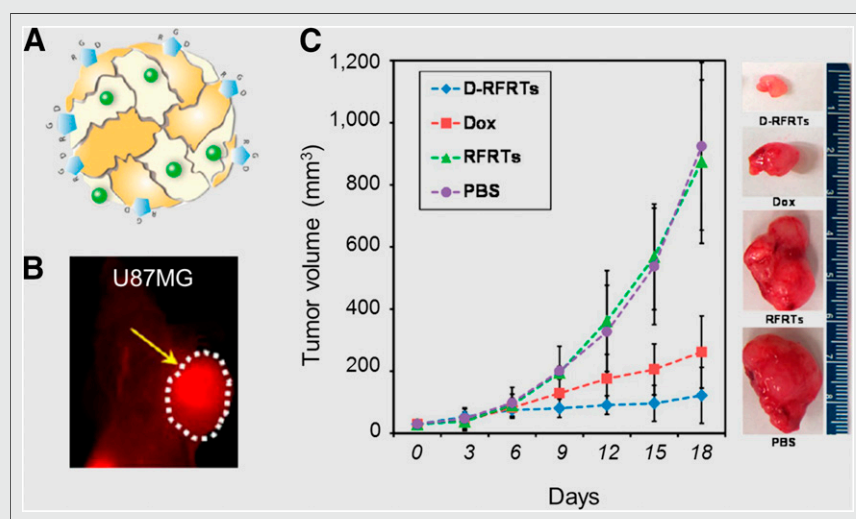 A
B
U87MG
C
Tumor volume (mm³)
1,200
1,000
800
600
400
200
0
0 3 6 9 12 15 18
Days
D-RFRTs
Dox
RFRTs
PBS
D-RFRTs
Dox
RFRTs
PBS